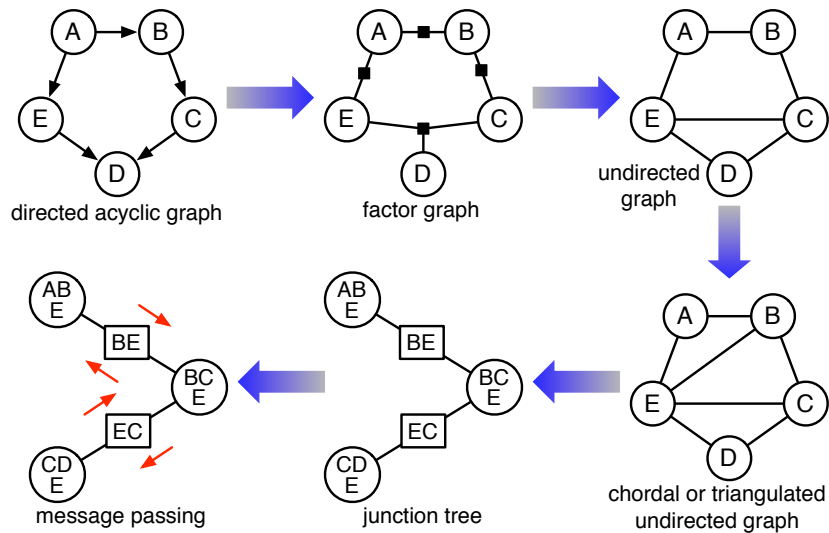 A
B
E
C
D
directed acyclic graph
A
B
E
C
D
factor graph
A
B
E
C
D
undirected
graph
AB
E
BE
BC
E
EC
CD
E
message passing
AB
E
BE
BC
E
EC
CD
E
junction tree
A
B
E
C
D
chordal or triangulated
undirected graph